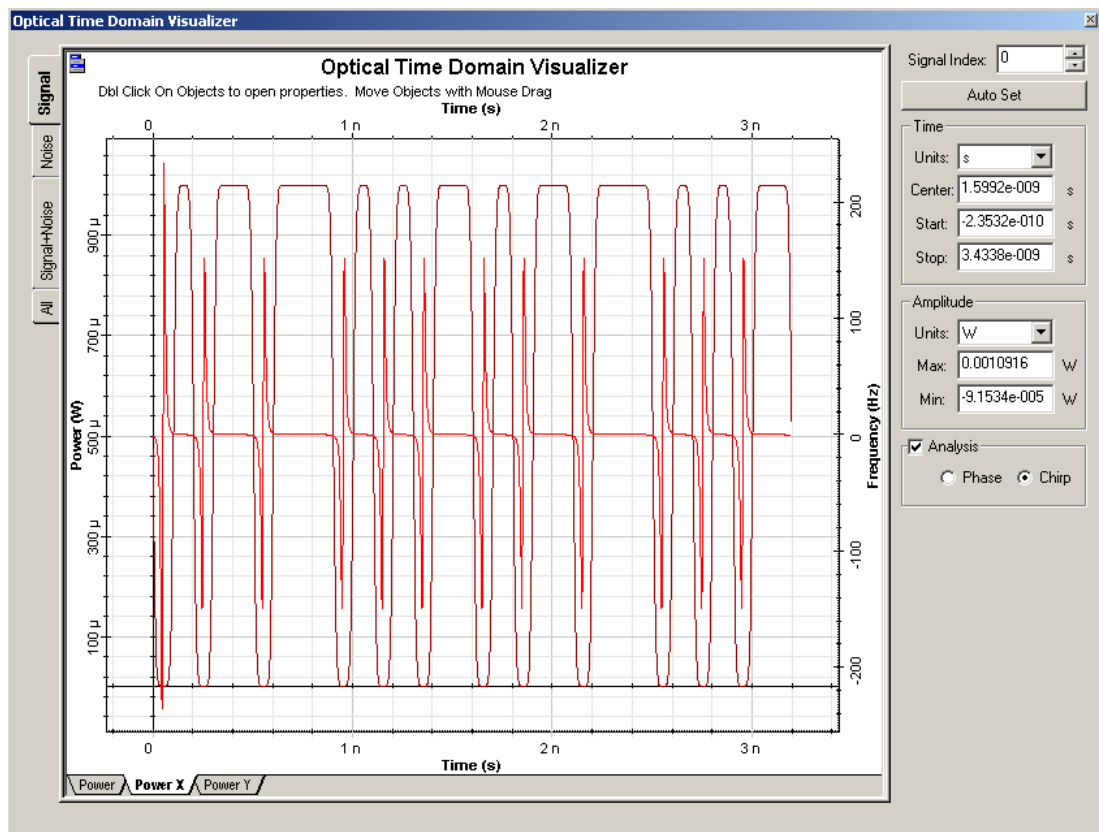 Optical Time Domain Visualizer
Signal
Noise
Signal+Noise
All
Optical Time Domain Visualizer
Dbl Click On Objects to open properties. Move Objects with Mouse Drag
Time (s)
0 1 n 2 n 3 n
Power (W)
900 µ
700 µ
500 µ
300 µ
100 µ
Frequency (Hz)
200
100
0
-100
-200
0 1 n 2 n 3 n
Time (s)
Power Power X Power Y
Signal Index: 0
Auto Set
Time
Units: s
Center: 1.5992e-009 s
Start: -2.3532e-010 s
Stop: 3.4338e-009 s
Amplitude
Units: W
Max: 0.0010916 W
Min: -9.1534e-005 W
Analysis
Phase Chirp